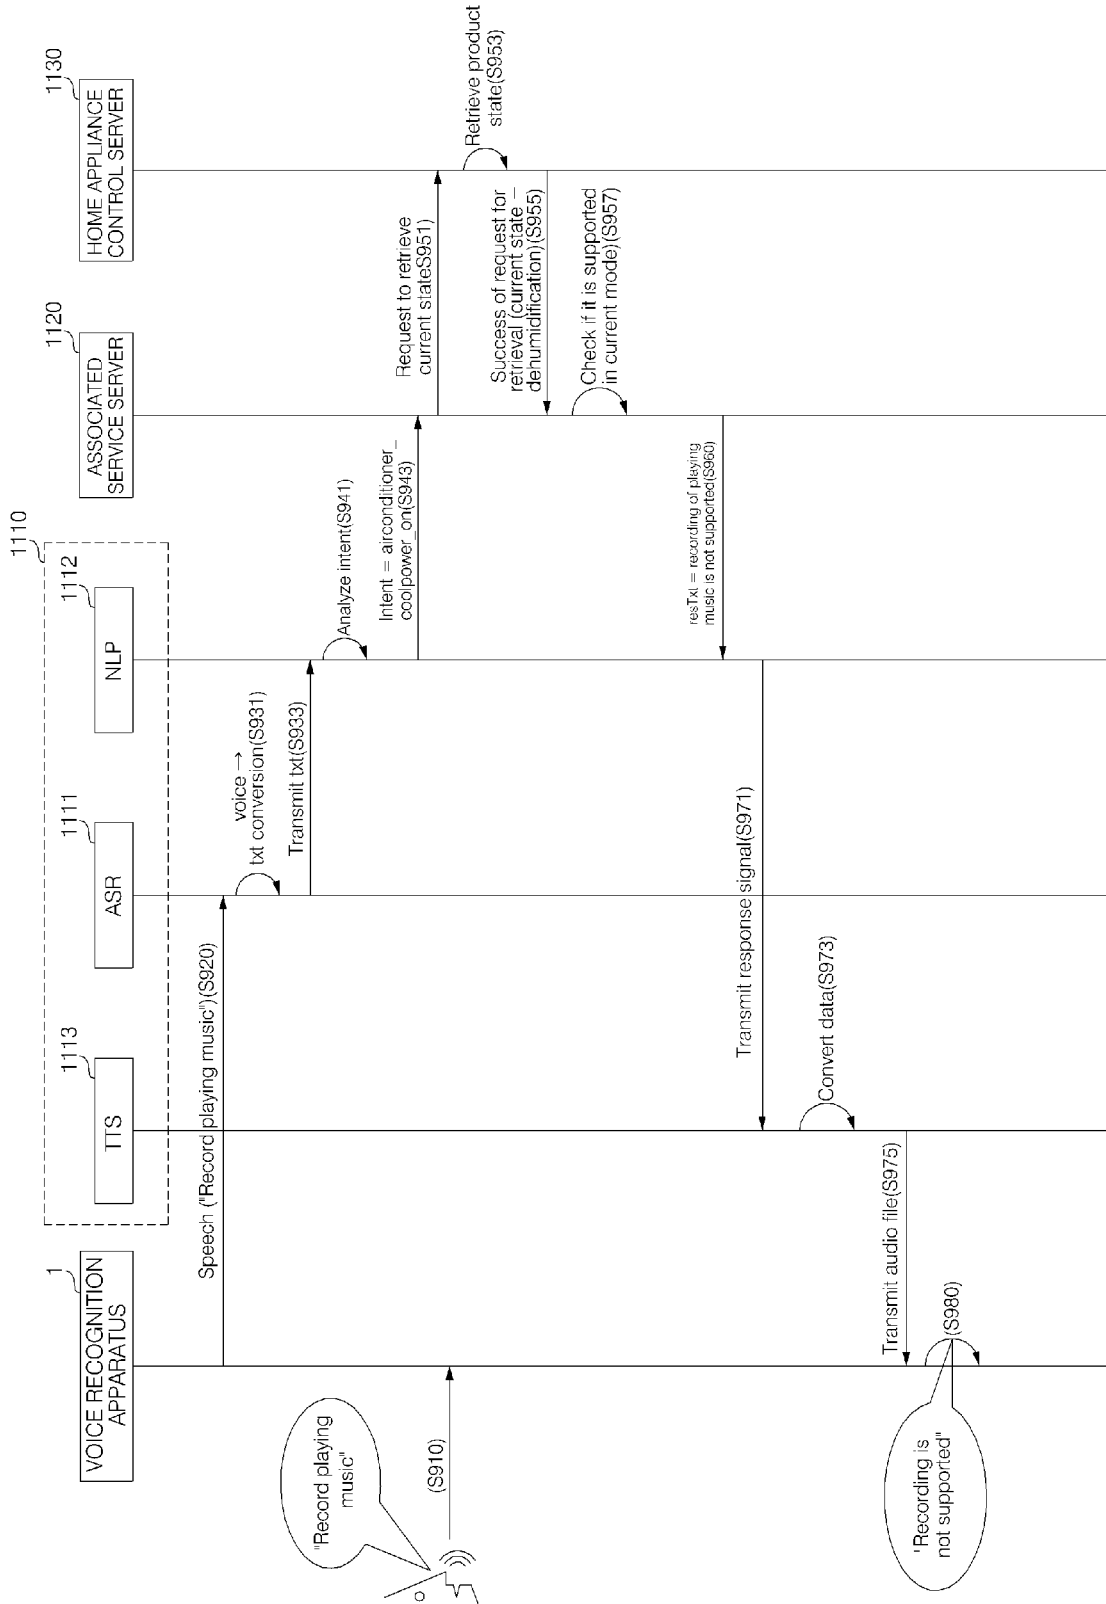 1
VOICE RECOGNITION
APPARATUS
1110
1113
TTS
1111
ASR
1112
NLP
1120
ASSOCIATED
SERVICE SERVER
1130
HOME APPLIANCE
CONTROL SERVER
"Record playing
music"
(S910)
Speech ("Record playing music")(S920)
voice →
txt conversion(S931)
Transmit txt(S933)
Analyze intent(S941)
Intent = airconditioner_
coolpower_on(S943)
Request to retrieve
current stateS951)
Retrieve product
state(S953)
Success of request for
retrieval (current state –
dehumidification)(S955)
Check if it is supported
in current mode)(S957)
resTxt = recording of playing
music is not supported(S960)
Transmit response signal(S971)
Convert data(S973)
Transmit audio file(S975)
(S980)
"Recording is
not supported"